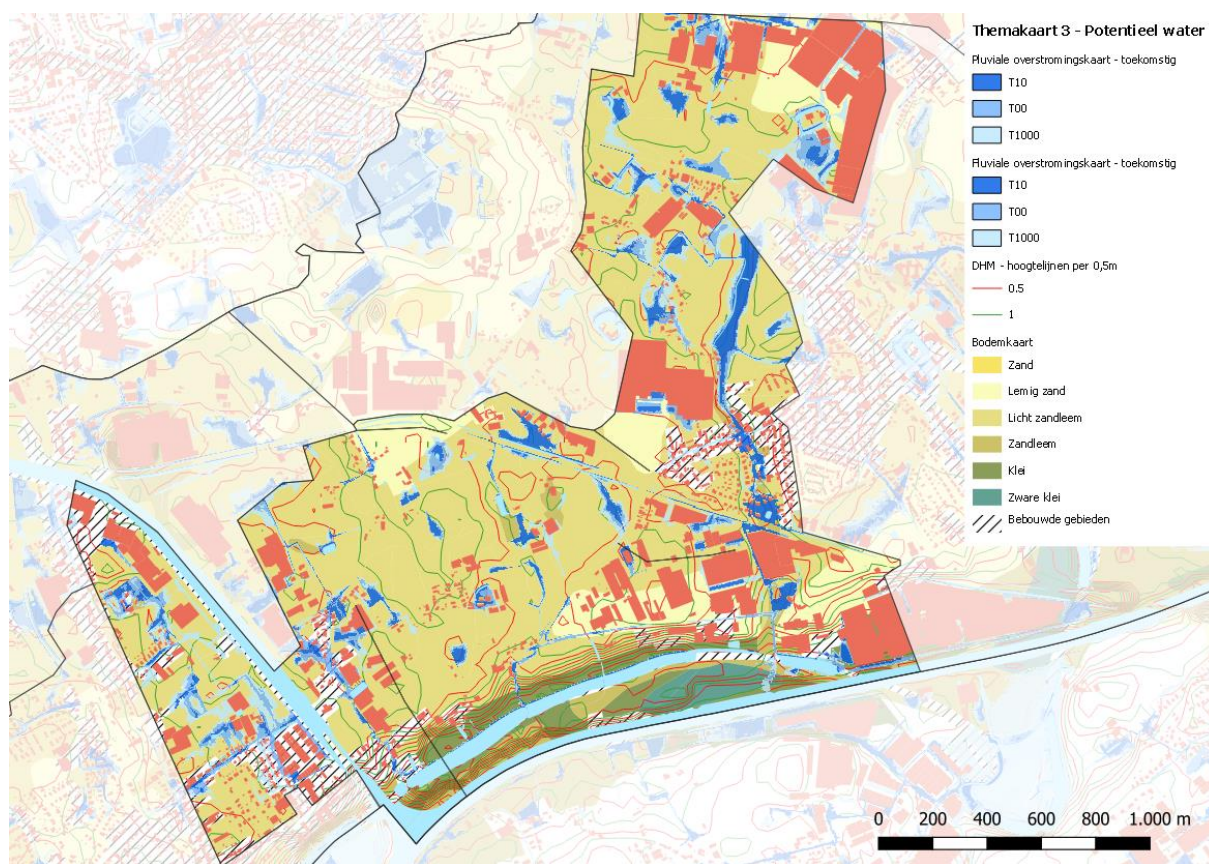 Themakaart 3 - Potentieel water
Pluviale overstromingskaart - toekomstig
T10
T00
T1000
Pluviale overstromingskaart - toekomstig
T10
T00
T1000
DHM - hoogtelijnen per 0,5m
0.5
1
Bodemkaart
Zand
Lemig zand
Licht zandleem
Zandleem
Klei
Zware klei
Bebouwde gebieden
0 200 400 600 800 1.000 m